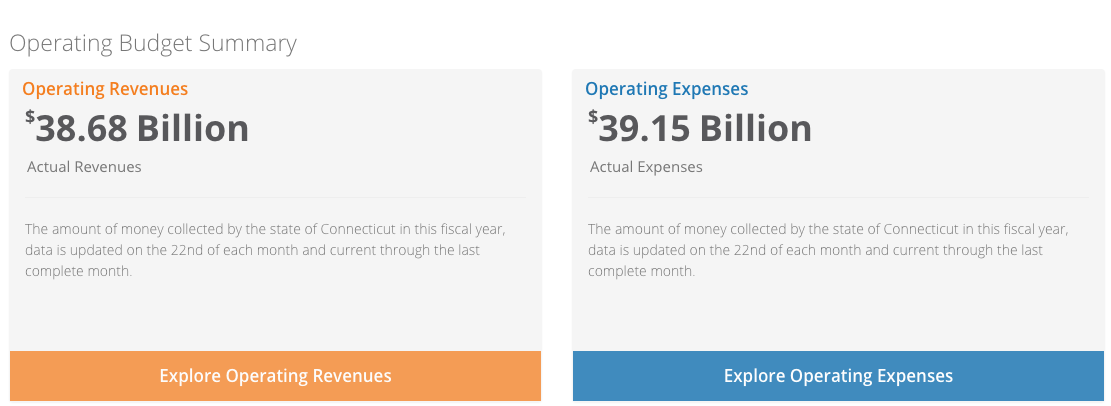 Operating Budget Summary
Operating Revenues
$38.68 Billion
Actual Revenues
The amount of money collected by the state of Connecticut in this fiscal year,
data is updated on the 22nd of each month and current through the last
complete month.
Explore Operating Revenues
Operating Expenses
$39.15 Billion
Actual Expenses
The amount of money collected by the state of Connecticut in this fiscal year,
data is updated on the 22nd of each month and current through the last
complete month.
Explore Operating Expenses